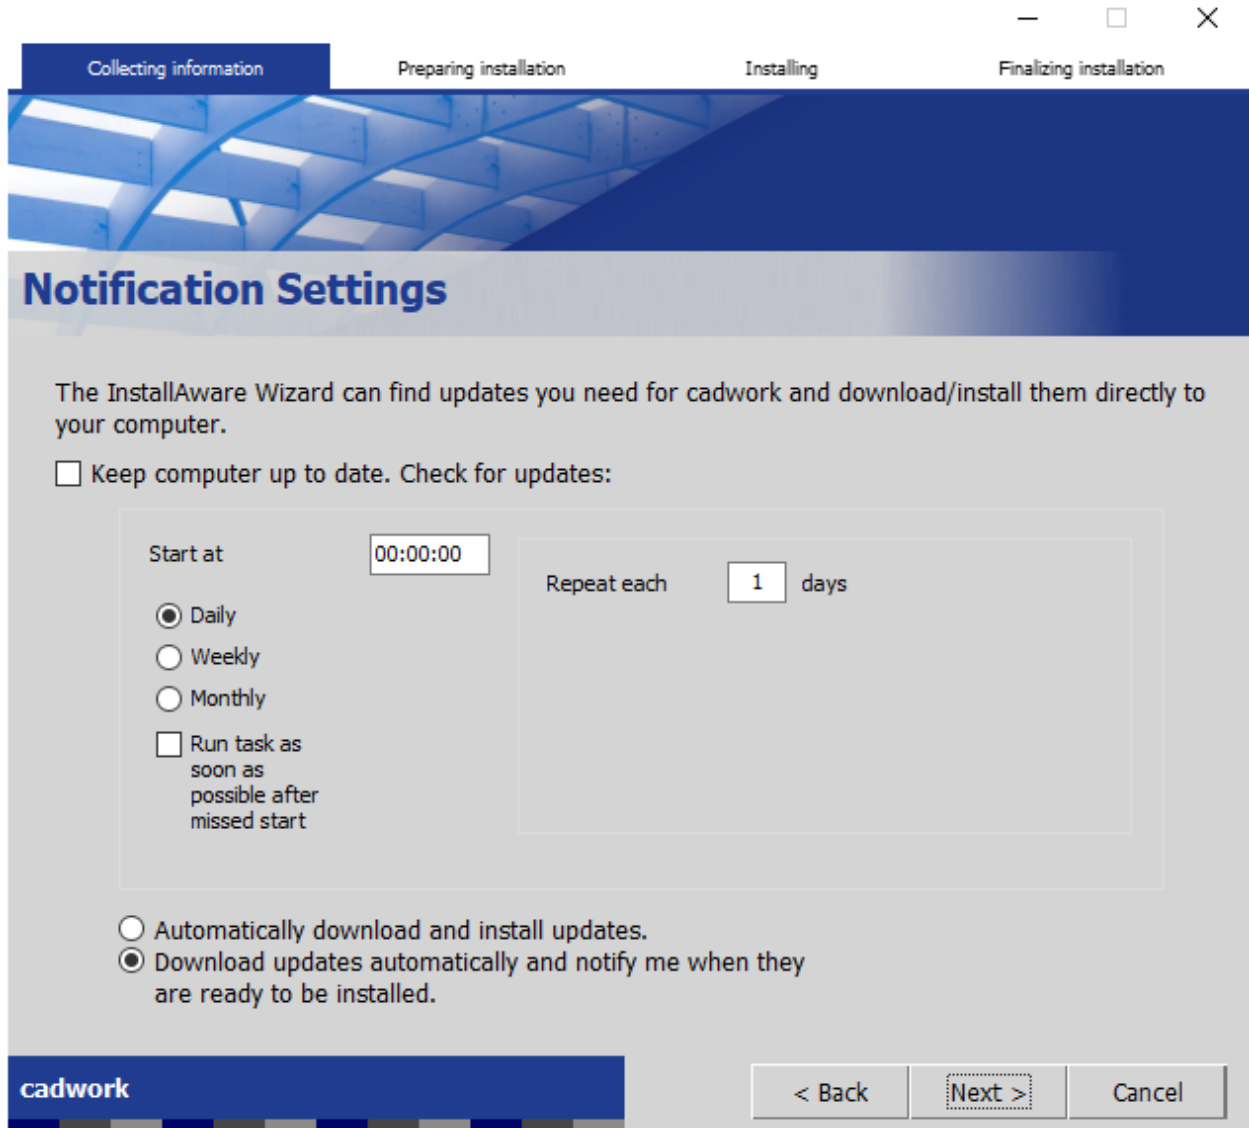 Collecting information Preparing installation Installing Finalizing installation
Notification Settings
The InstallAware Wizard can find updates you need for cadwork and download/install them directly to
your computer.
Keep computer up to date. Check for updates:
Start at 00:00:00
Repeat each 1 days
Daily
Weekly
Monthly
Run task as
soon as
possible after
missed start
Automatically download and install updates.
Download updates automatically and notify me when they
are ready to be installed.
cadwork
< Back Next > Cancel